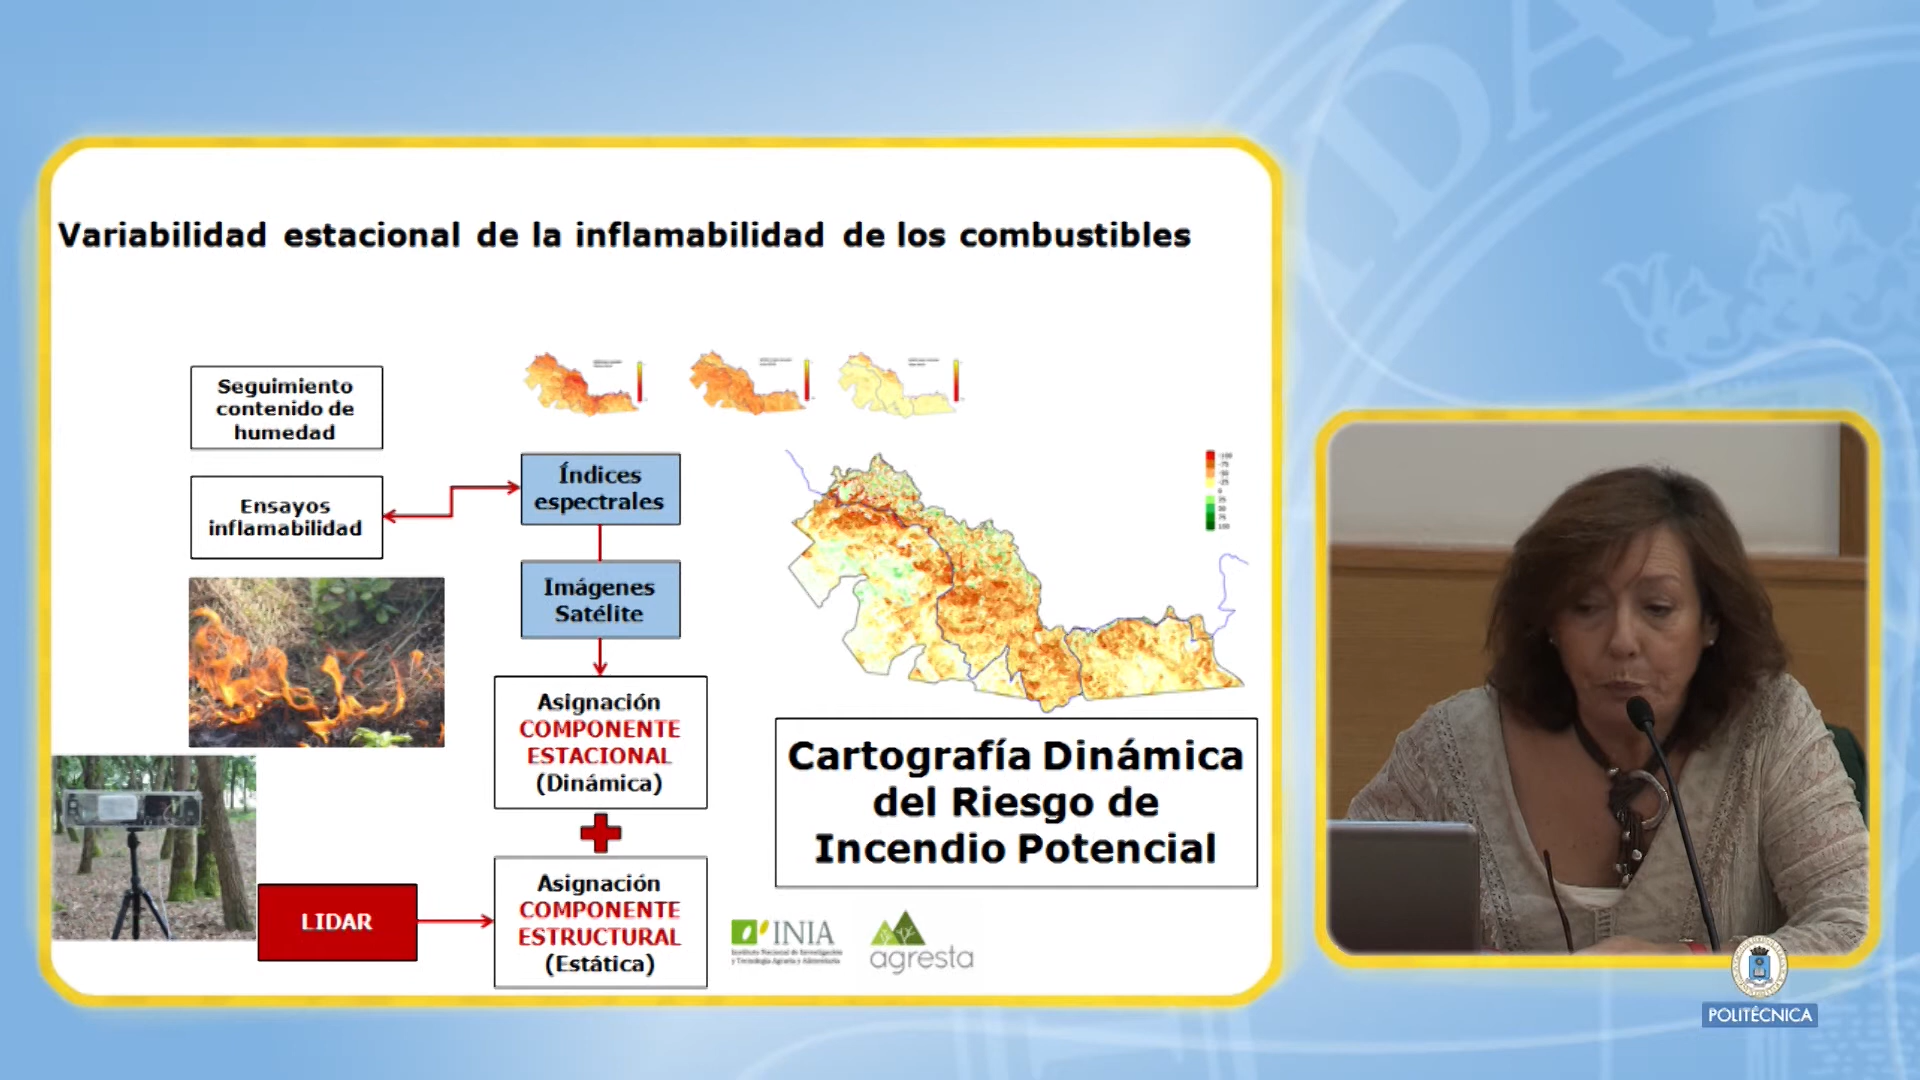 Variabilidad estacional de la inflamabilidad de los combustibles
Seguimiento
contenido de
humedad
Ensayos
inflamabilidad
Índices
espectrales
Imágenes
Satélite
Asignación
COMPONENTE
ESTACIONAL
(Dinámica)
LIDAR
Asignación
COMPONENTE
ESTRUCTURAL
(Estática)
Cartografía Dinámica
del Riesgo de
Incendio Potencial
INIA
Instituto Nacional de Investigación
y Tecnología Agraria y Alimentaria
agresta
POLITÉCNICA